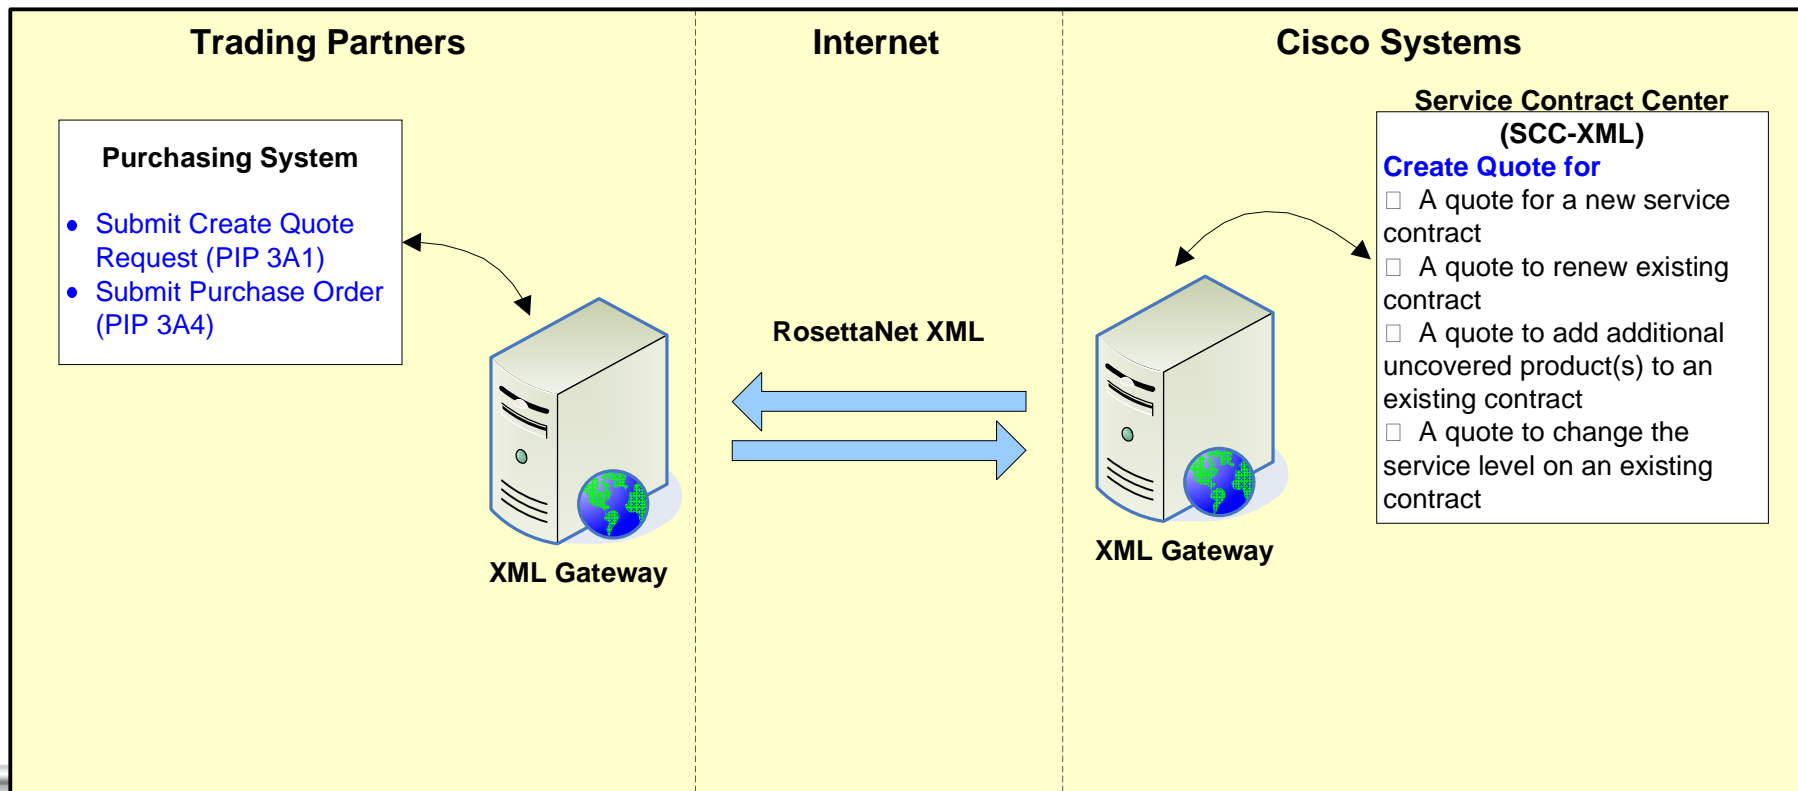 Trading Partners
Internet
Cisco Systems
Purchasing System
• Submit Create Quote
Request (PIP 3A1)
• Submit Purchase Order
(PIP 3A4)
XML Gateway
RosettaNet XML
XML Gateway
Service Contract Center
(SCC-XML)
Create Quote for
□ A quote for a new service
contract
□ A quote to renew existing
contract
□ A quote to add additional
uncovered product(s) to an
existing contract
□ A quote to change the
service level on an existing
contract